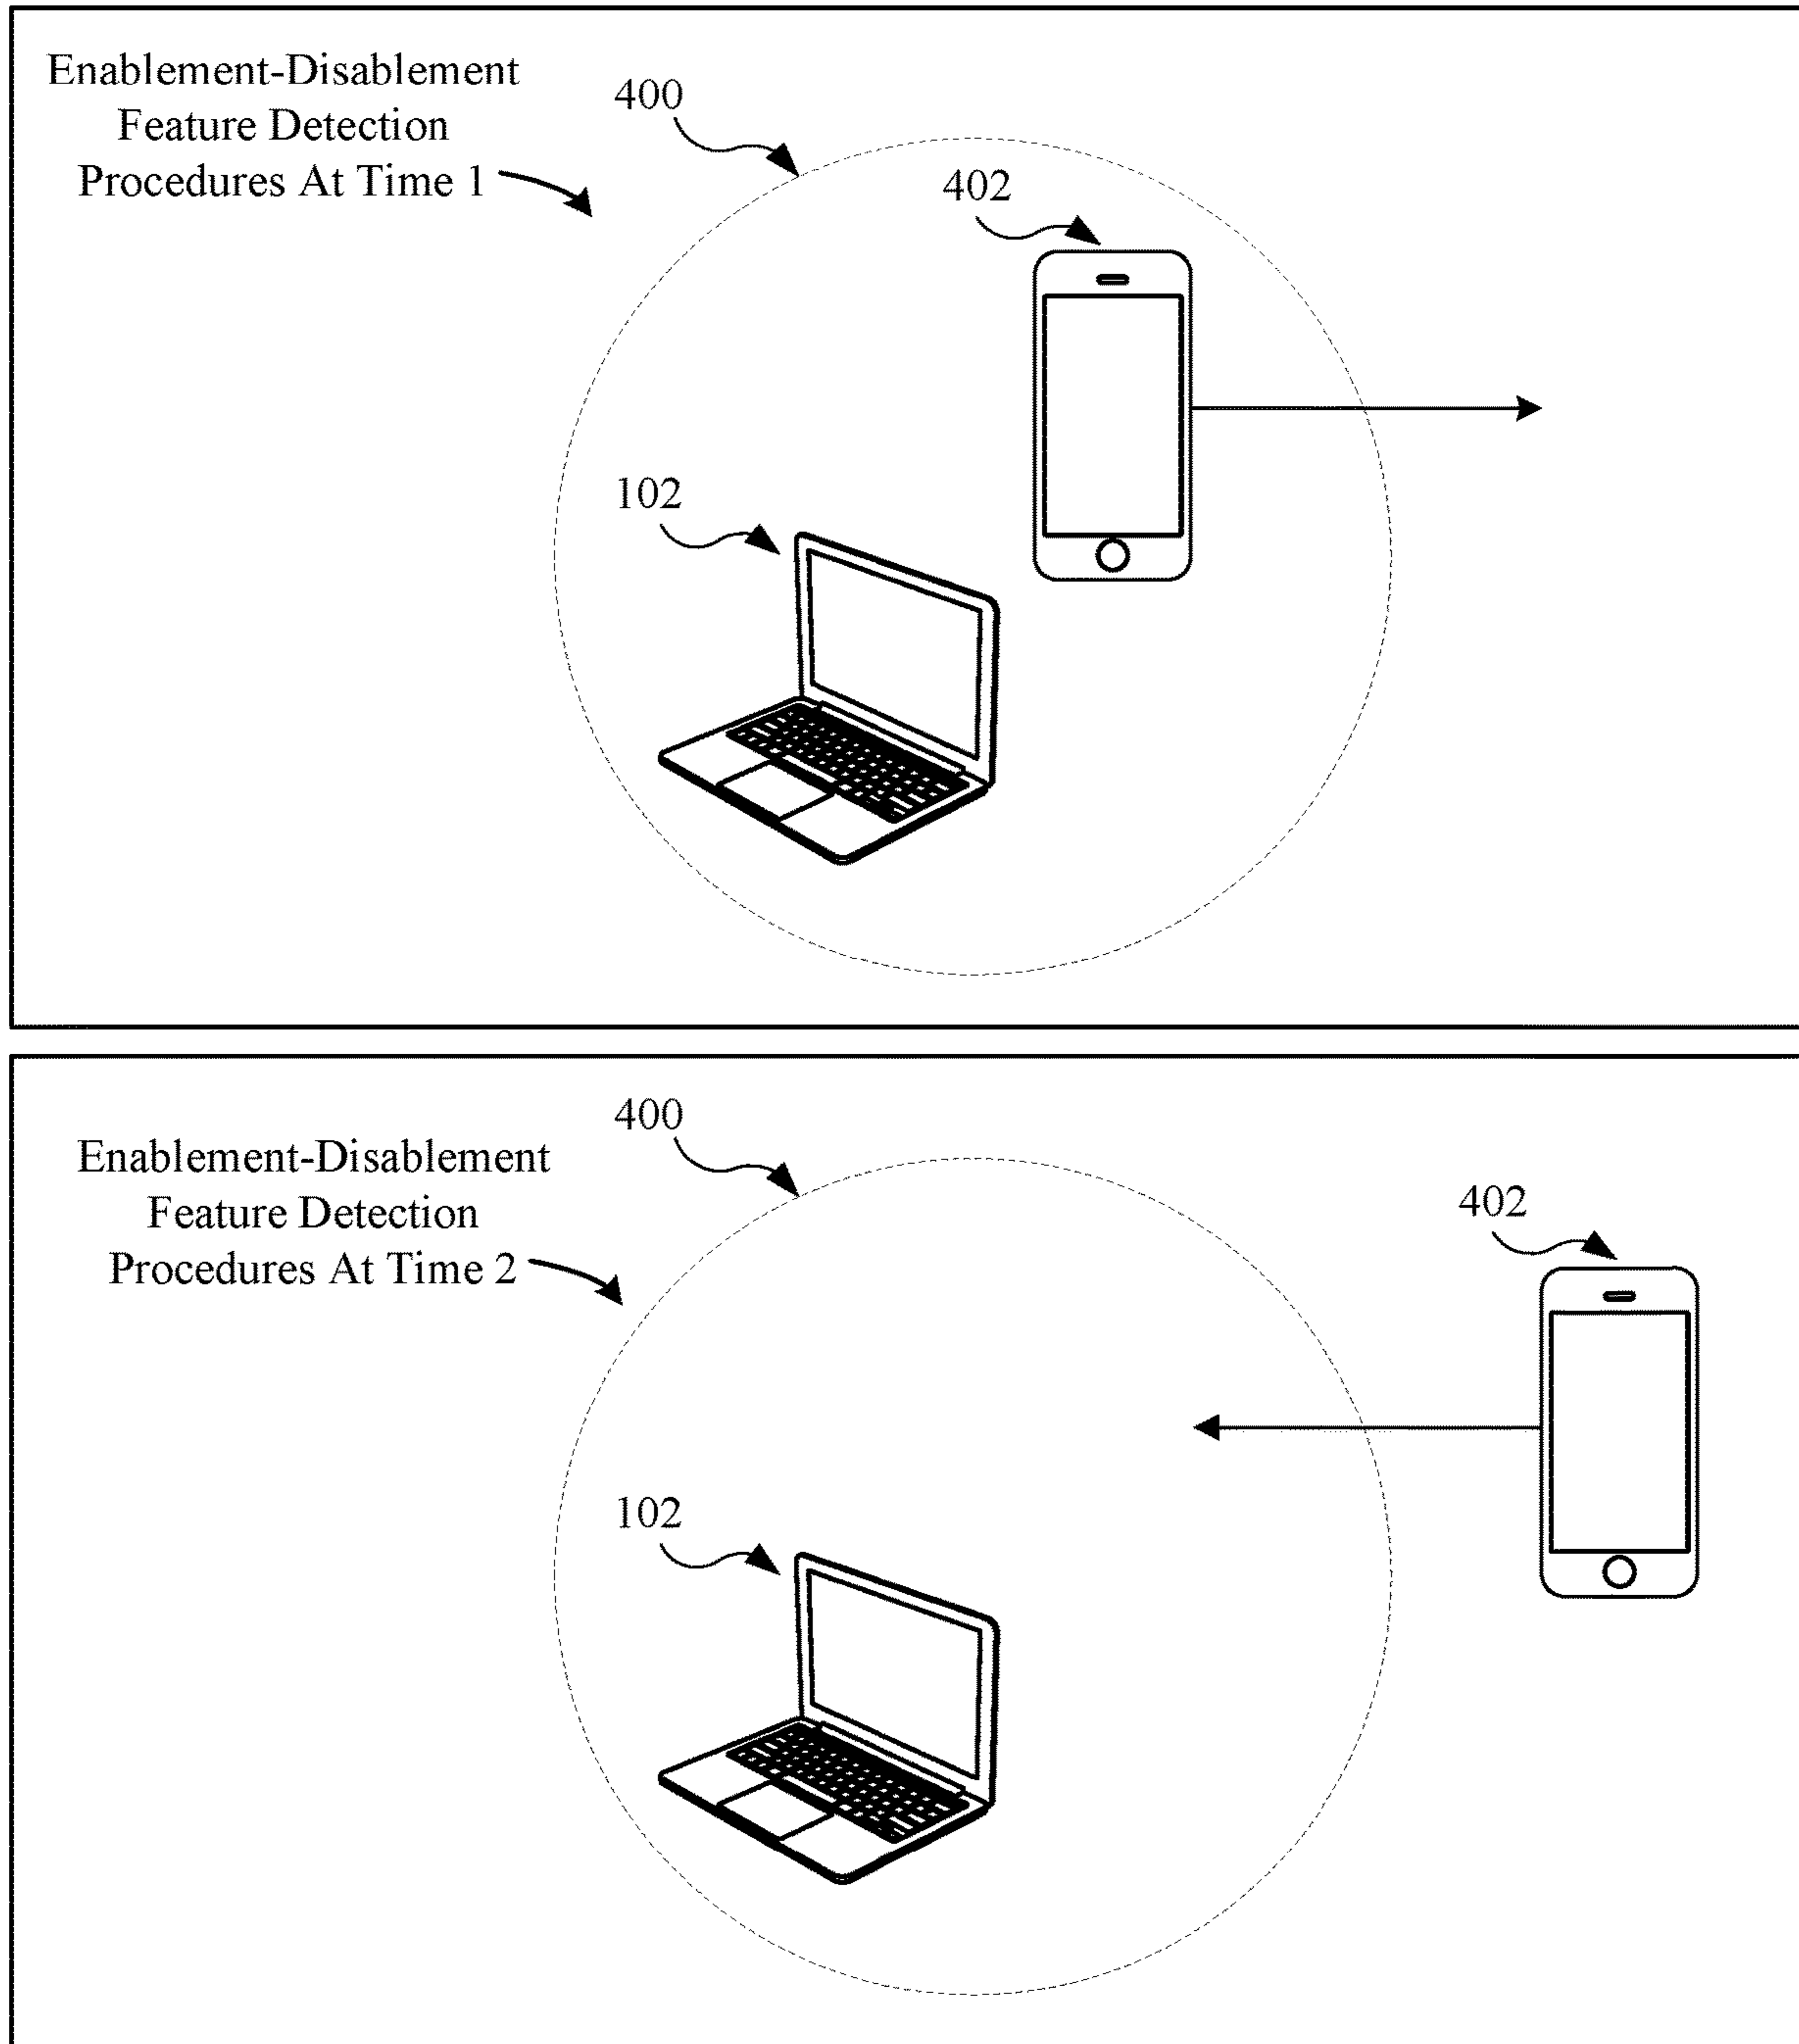 Enablement-Disablement
Feature Detection
Procedures At Time 1
400
402
102
Enablement-Disablement
Feature Detection
Procedures At Time 2
400
402
102